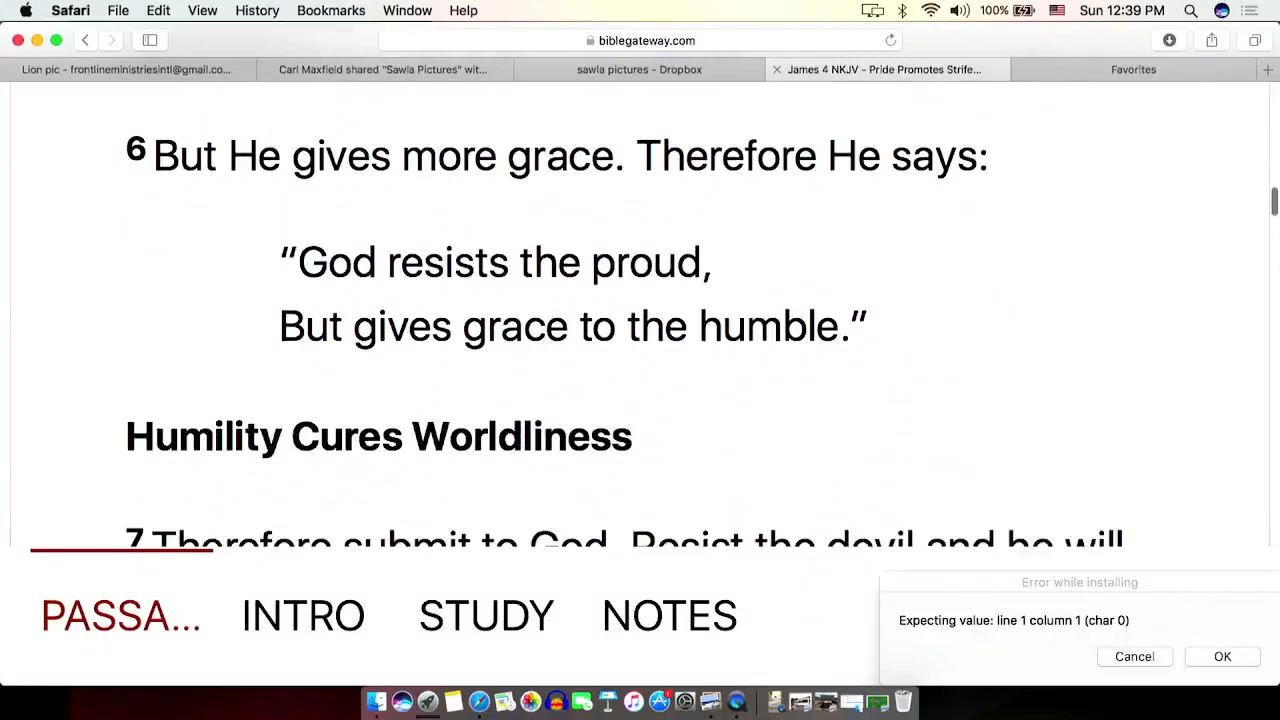 Safari File Edit View History Bookmarks Window Help 100% Sun 12:39 PM
biblegateway.com
Lion pic - frontlineministriesintl@gmail.co... Carl Maxfield shared "Sawla Pictures" wit... sawla pictures - Dropbox James 4 NKJV - Pride Promotes Strife... Favorites
6 But He gives more grace. Therefore He says:
“God resists the proud,
But gives grace to the humble.”
Humility Cures Worldliness
7 Therefore submit to God. Resist the devil and he will
PASSA... INTRO STUDY NOTES
Error while installing
Expecting value: line 1 column 1 (char 0)
Cancel OK